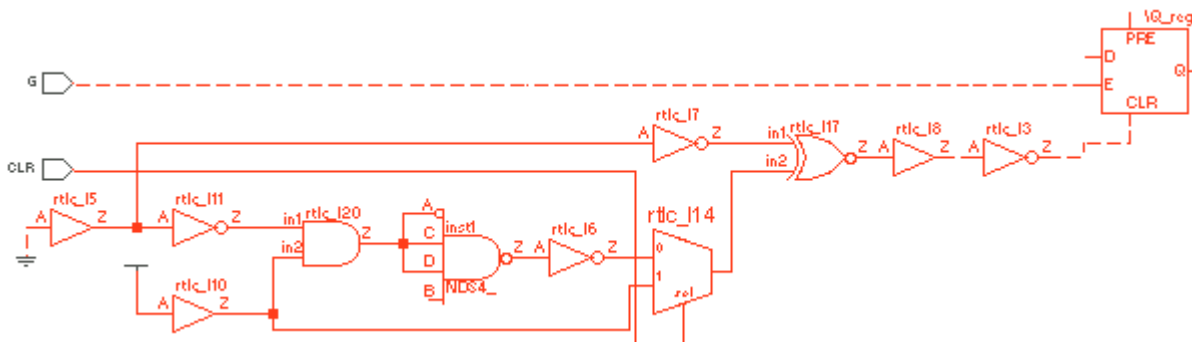 \Q_reg
PRE
D
Q
G
E
CLR
rtlc_I7
A Z
in1 rtlc_I17
in2
Z
rtlc_I8
A Z
rtlc_I3
A Z
CLR
rtlc_I5
A Z
rtlc_I11
A Z
rtlc_I20
in1
in2
Z
A
inst1
C
D
B
Z
NDS4_
rtlc_I6
A Z
rtlc_I14
0
1
sel
rtlc_I10
A Z